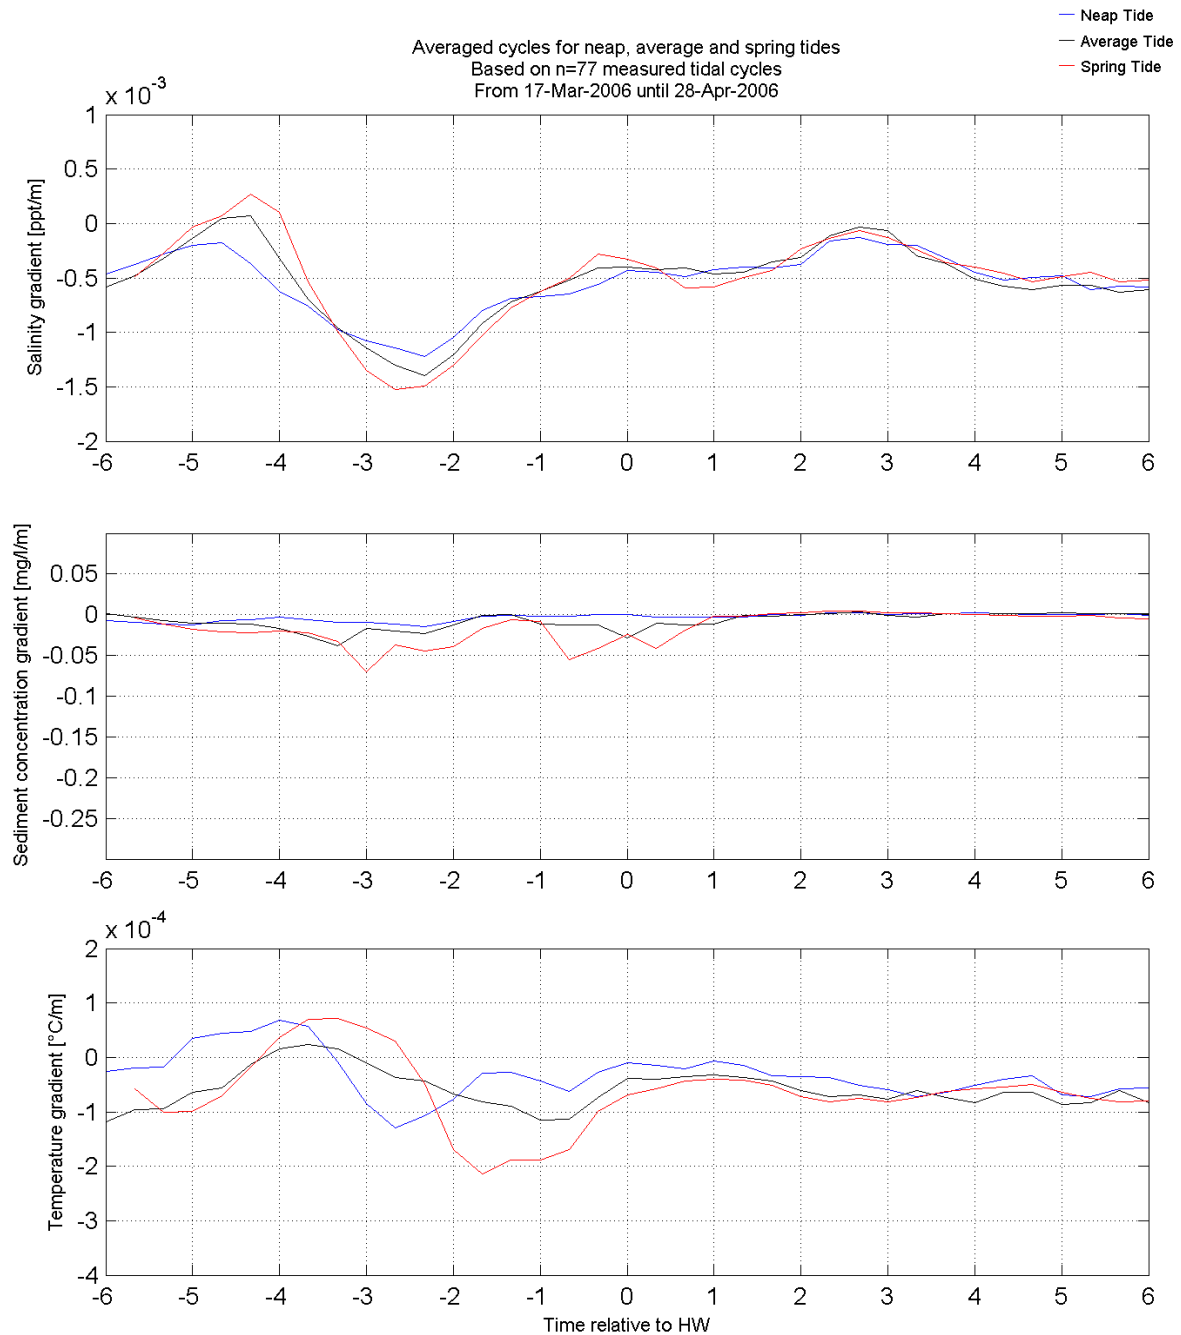 Neap Tide
Average Tide
Spring Tide
Averaged cycles for neap, average and spring tides
Based on n=77 measured tidal cycles
From 17-Mar-2006 until 28-Apr-2006
x 10^-3
1
0.5
0
-0.5
-1
-1.5
-2
Salinity gradient [ppt/m]
-6 -5 -4 -3 -2 -1 0 1 2 3 4 5 6
0.05
0
-0.05
-0.1
-0.15
-0.2
-0.25
Sediment concentration gradient [mg/l/m]
-6 -5 -4 -3 -2 -1 0 1 2 3 4 5 6
x 10^-4
2
1
0
-1
-2
-3
-4
Temperature gradient [°C/m]
-6 -5 -4 -3 -2 -1 0 1 2 3 4 5 6
Time relative to HW